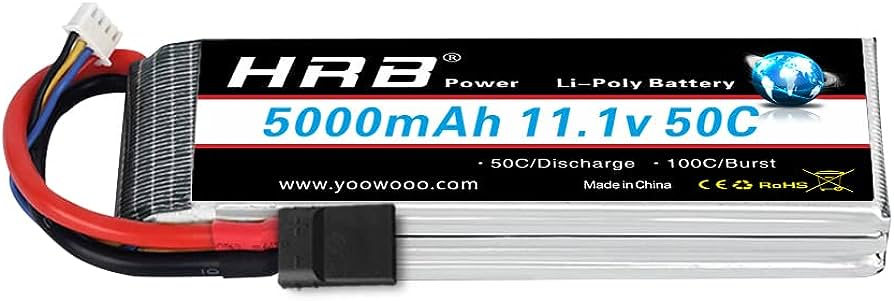 HRB® Power Li-Poly Battery
5000mAh 11.1v 50C
· 50C/Discharge · 100C/Burst
www.yoowooo.com Made in China CE RoHS